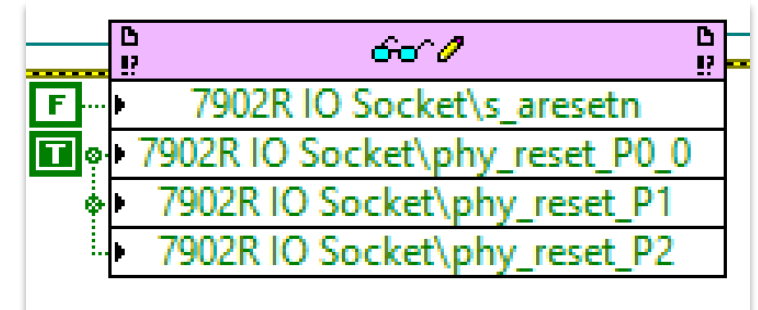 !? !?
F 7902R IO Socket\s_aresetn
T 7902R IO Socket\phy_reset_P0_0
7902R IO Socket\phy_reset_P1
7902R IO Socket\phy_reset_P2